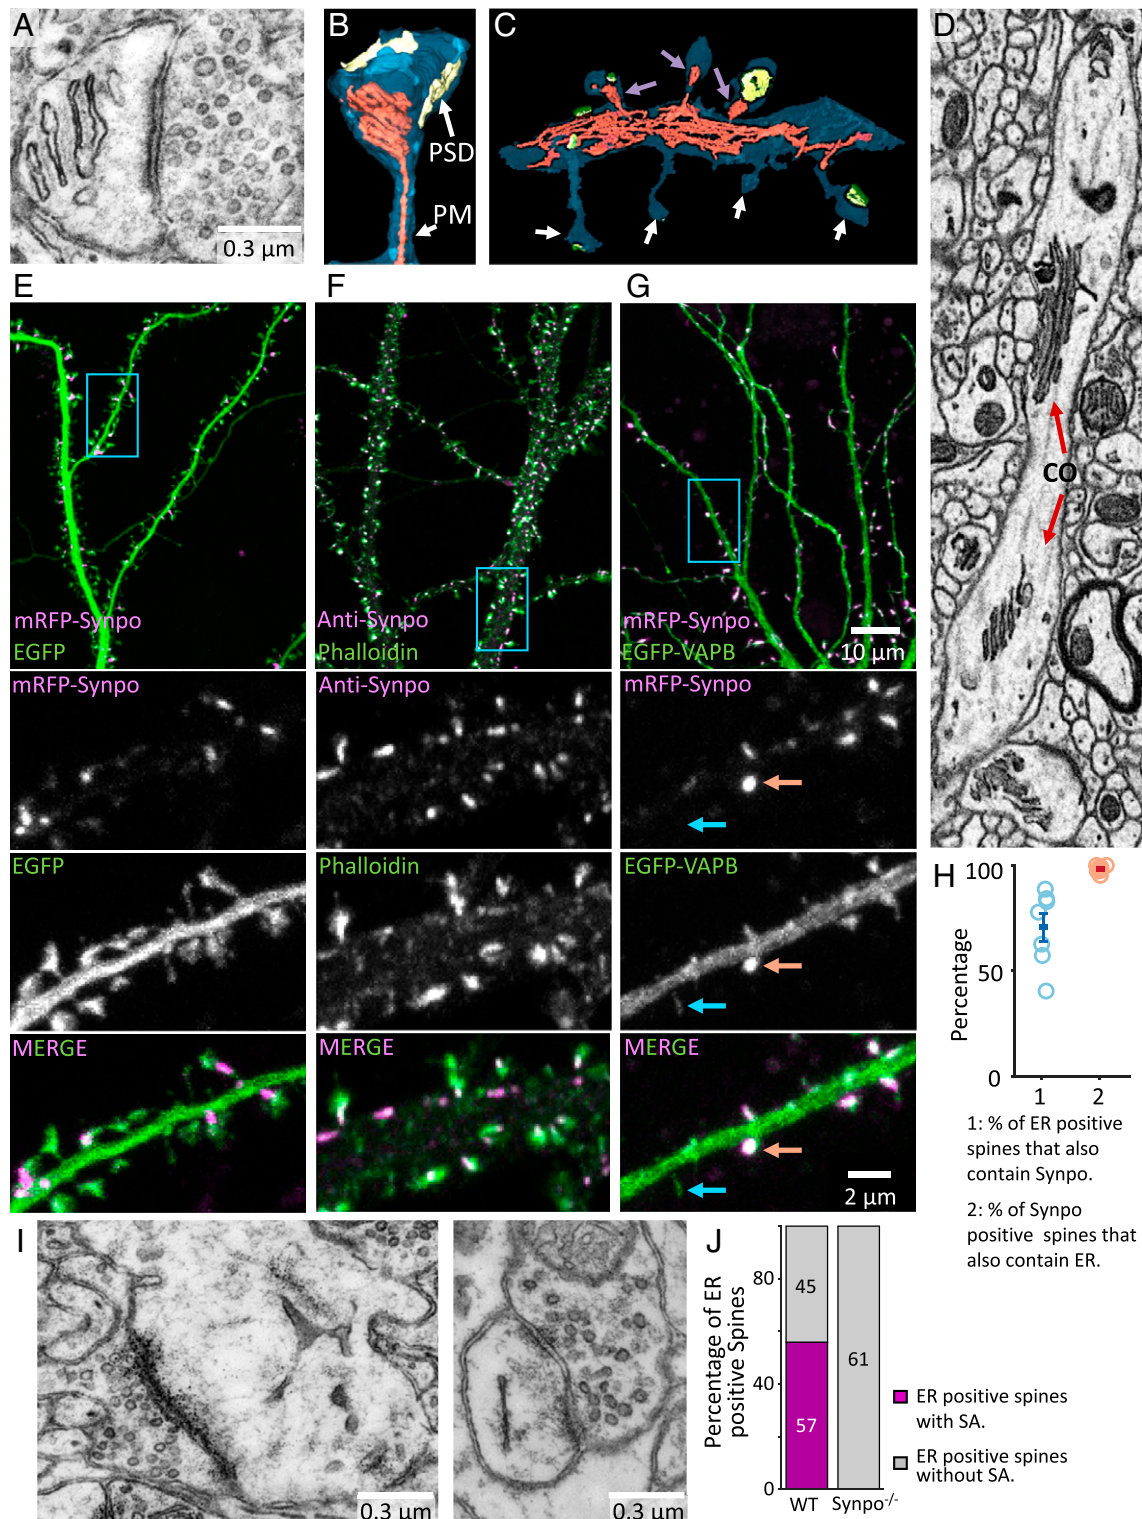 A
0.3 µm
B
PSD
PM
C
D
CO
E
mRFP-Synpo
EGFP
F
Anti-Synpo
Phalloidin
G
mRFP-Synpo
EGFP-VAPB
10 µm
mRFP-Synpo
Anti-Synpo
mRFP-Synpo
EGFP
Phalloidin
EGFP-VAPB
MERGE
MERGE
MERGE
2 µm
H
Percentage
100
50
0
1
2
1: % of ER positive
spines that also
contain Synpo.
2: % of Synpo
positive spines that
also contain ER.
I
0.3 µm
0.3 µm
J
Percentage of ER
positive Spines
80
40
0
45
57
61
WT
Synpo-/-
ER positive spines
with SA.
ER positive spines
without SA.